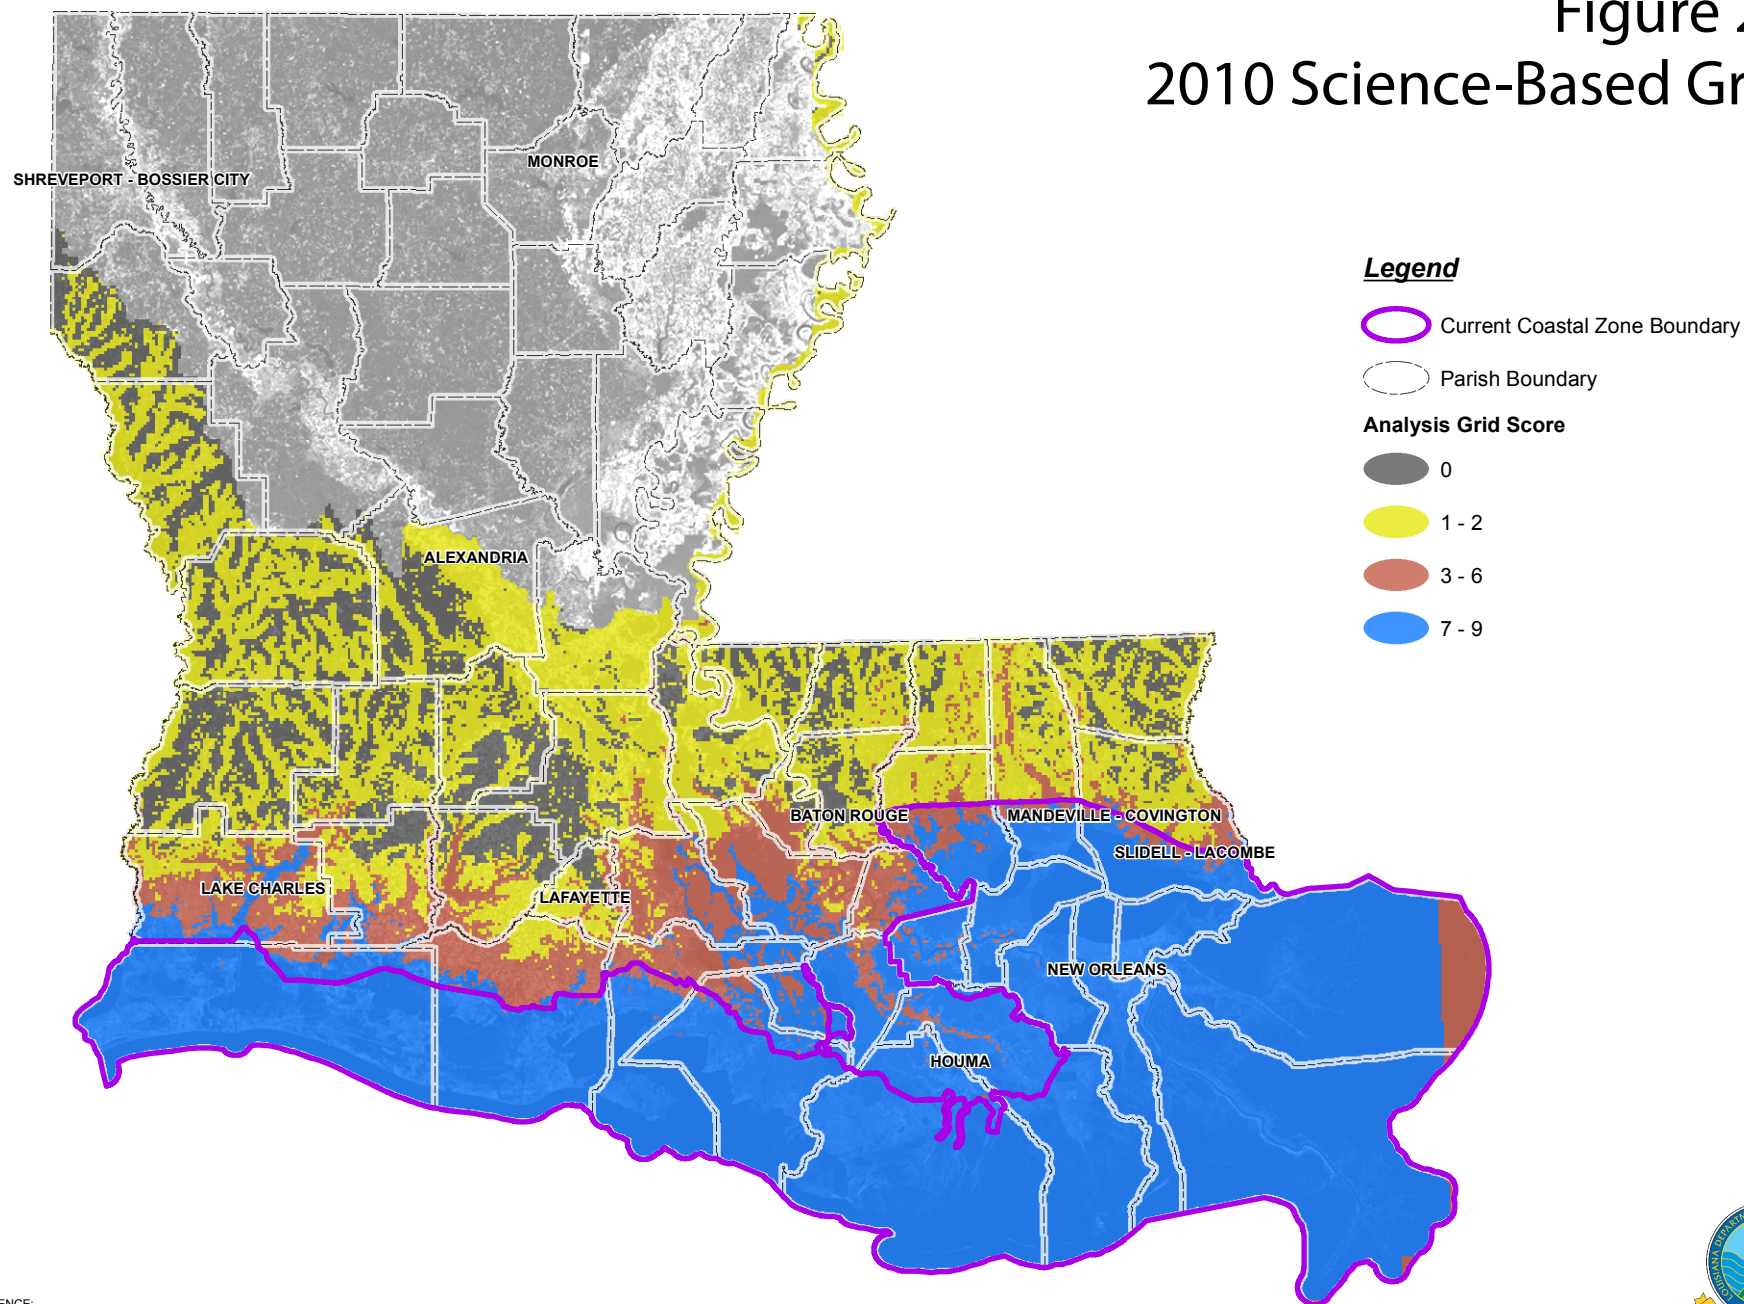 Figure
2010 Science-Based
MONROE
SHREVEPORT - BOSSIER CITY
Legend
Current Coastal Zone Boundary
Parish Boundary
Analysis Grid Score
0
1 - 2
3 - 6
7 - 9
ALEXANDRIA
BATON ROUGE
MANDEVILLE - COVINGTON
SLIDELL - LACOMBE
LAKE CHARLES
LAFAYETTE
NEW ORLEANS
HOUMA
LOUISIANA